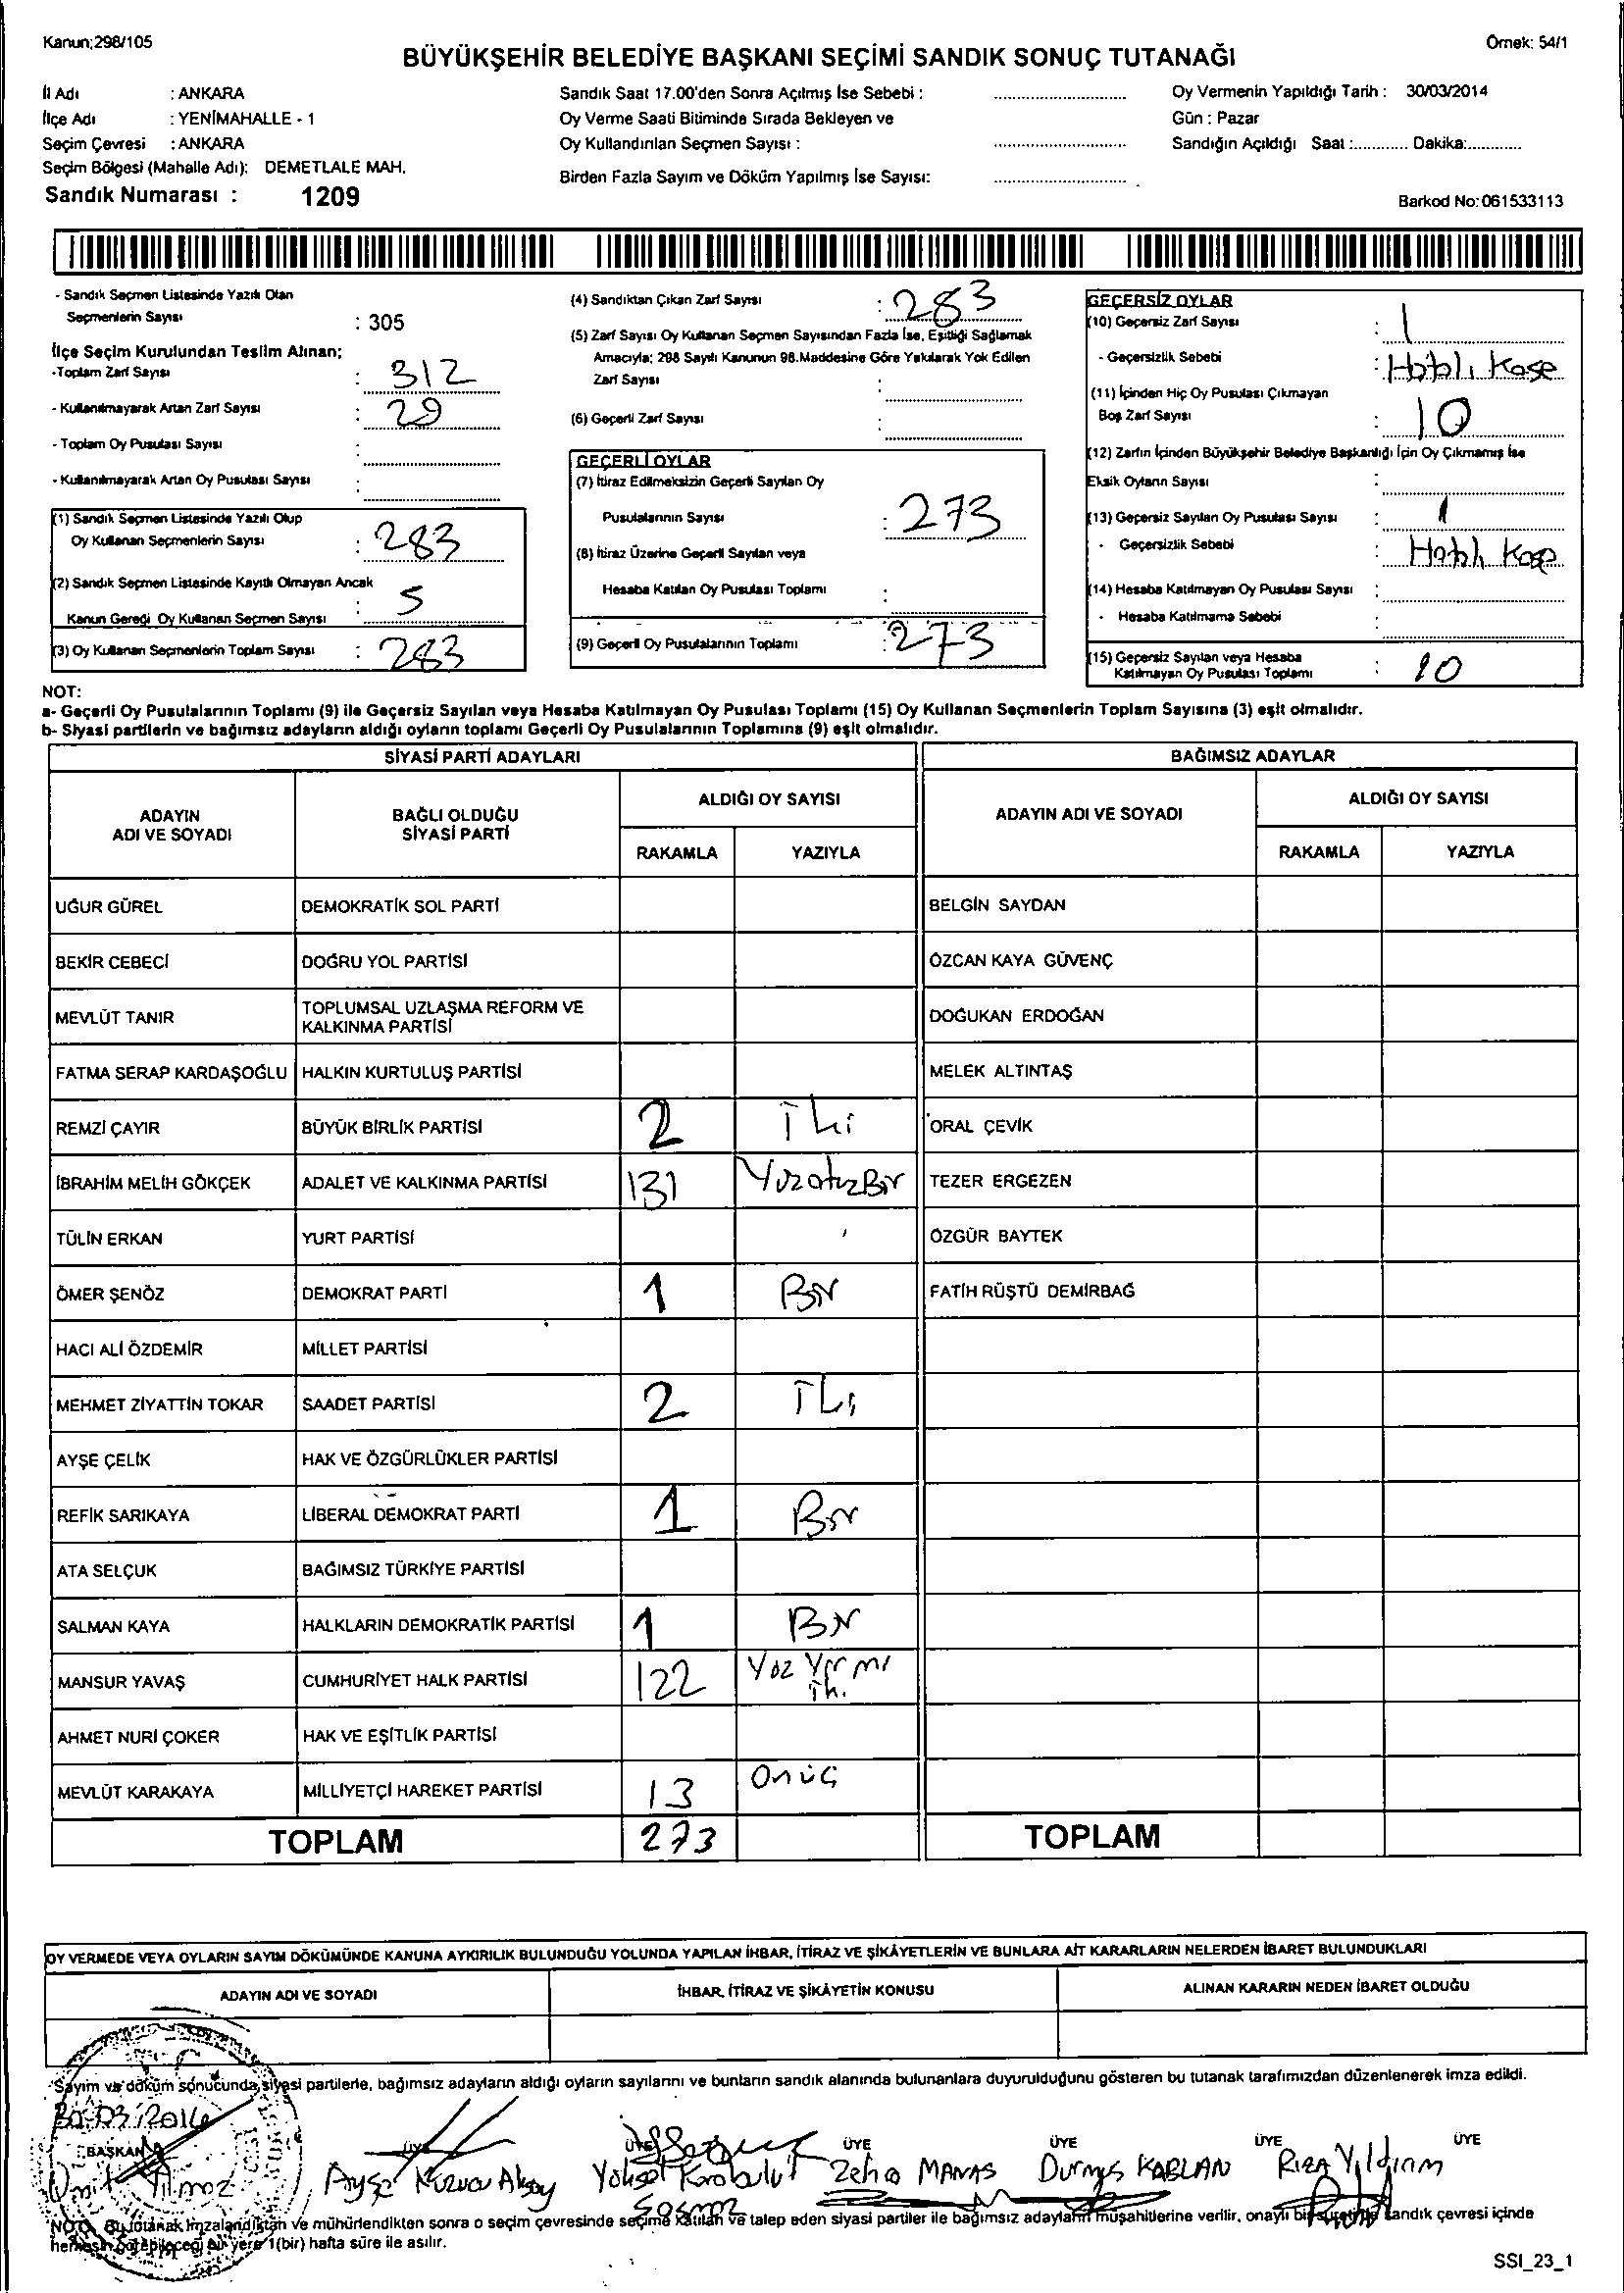 Kanun;298/105
Örnek: 54/1
BÜYÜKŞEHİR BELEDİYE BAŞKANI SEÇİMİ SANDIK SONUÇ TUTANAĞI
İl Adı : ANKARA
İlçe Adı : YENİMAHALLE - 1
Seçim Çevresi : ANKARA
Seçim Bölgesi (Mahalle Adı): DEMETLALE MAH.
Sandık Numarası : 1209
Sandık Saat 17.00'den Sonra Açılmış İse Sebebi : ..........
Oy Verme Saati Bitiminde Sırada Bekleyen ve
Oy Kullandırılan Seçmen Sayısı : ..........
Birden Fazla Sayım ve Döküm Yapılmış İse Sayısı: ..........
Oy Vermenin Yapıldığı Tarih : 30/03/2014
Gün : Pazar
Sandığın Açıldığı Saat :............ Dakika:............
Barkod No:061533113
- Sandık Seçmen Listesinde Yazılı Olan
Seçmenlerin Sayısı : 305
İlçe Seçim Kurulundan Teslim Alınan;
-Toplam Zarf Sayısı : 312
- Kullanılmayarak Artan Zarf Sayısı : 29
- Toplam Oy Pusulası Sayısı :
- Kullanılmayarak Artan Oy Pusulası Sayısı :
(1) Sandık Seçmen Listesinde Yazılı Olup
Oy Kullanan Seçmenlerin Sayısı : 283
(2) Sandık Seçmen Listesinde Kayıtlı Olmayan Ancak
Kanun Gereği Oy Kullanan Seçmen Sayısı : 5
(3) Oy Kullanan Seçmenlerin Toplam Sayısı : 283
(4) Sandıktan Çıkan Zarf Sayısı : 283
(5) Zarf Sayısı Oy Kullanan Seçmen Sayısından Fazla İse, Eşitliği Sağlamak
Amacıyla; 298 Sayılı Kanunun 98.Maddesine Göre Yakılarak Yok Edilen
Zarf Sayısı :
(6) Geçerli Zarf Sayısı :
GEÇERLİ OYLAR
(7) İtiraz Edilmeksizin Geçerli Sayılan Oy
Pusulalarının Sayısı : 273
(8) İtiraz Üzerine Geçerli Sayılan veya
Hesaba Katılan Oy Pusulası Toplamı :
(9) Geçerli Oy Pusulalarının Toplamı : 273
GEÇERSİZ OYLAR
(10) Geçersiz Zarf Sayısı : 1
- Geçersizlik Sebebi : Hatalı Kaşe
(11) İçinden Hiç Oy Pusulası Çıkmayan
Boş Zarf Sayısı : 10
(12) Zarfın İçinden Büyükşehir Belediye Başkanlığı İçin Oy Çıkmamış İse
Eksik Oyların Sayısı :
(13) Geçersiz Sayılan Oy Pusulası Sayısı : 1
- Geçersizlik Sebebi : Hatalı Kaşe
(14) Hesaba Katılmayan Oy Pusulası Sayısı :
- Hesaba Katılmama Sebebi :
(15) Geçersiz Sayılan veya Hesaba
Katılmayan Oy Pusulası Toplamı : 10
NOT:
a- Geçerli Oy Pusulalarının Toplamı (9) ile Geçersiz Sayılan veya Hesaba Katılmayan Oy Pusulası Toplamı (15) Oy Kullanan Seçmenlerin Toplam Sayısına (3) eşit olmalıdır.
b- Siyasi partilerin ve bağımsız adayların aldığı oyların toplamı Geçerli Oy Pusulalarının Toplamına (9) eşit olmalıdır.
SİYASİ PARTİ ADAYLARI BAĞIMSIZ ADAYLAR
ADAYIN ADI VE SOYADI BAĞLI OLDUĞU SİYASİ PARTİ ALDIĞI OY SAYISI ADAYIN ADI VE SOYADI ALDIĞI OY SAYISI
RAKAMLA YAZIYLA RAKAMLA YAZIYLA
UĞUR GÜREL DEMOKRATİK SOL PARTİ BELGİN SAYDAN
BEKİR CEBECİ DOĞRU YOL PARTİSİ ÖZCAN KAYA GÜVENÇ
MEVLÜT TANIR TOPLUMSAL UZLAŞMA REFORM VE KALKINMA PARTİSİ DOĞUKAN ERDOĞAN
FATMA SERAP KARDAŞOĞLU HALKIN KURTULUŞ PARTİSİ MELEK ALTINTAŞ
REMZİ ÇAYIR BÜYÜK BİRLİK PARTİSİ 2 İki ORAL ÇEVİK
İBRAHİM MELİH GÖKÇEK ADALET VE KALKINMA PARTİSİ 131 YüzotuzBir TEZER ERGEZEN
TÜLİN ERKAN YURT PARTİSİ ÖZGÜR BAYTEK
ÖMER ŞENÖZ DEMOKRAT PARTİ 1 Bir FATİH RÜŞTÜ DEMİRBAĞ
HACI ALİ ÖZDEMİR MİLLET PARTİSİ
MEHMET ZİYATTİN TOKAR SAADET PARTİSİ 2 İki
AYŞE ÇELİK HAK VE ÖZGÜRLÜKLER PARTİSİ
REFİK SARIKAYA LİBERAL DEMOKRAT PARTİ 1 Bir
ATA SELÇUK BAĞIMSIZ TÜRKİYE PARTİSİ
SALMAN KAYA HALKLARIN DEMOKRATİK PARTİSİ 1 Bir
MANSUR YAVAŞ CUMHURİYET HALK PARTİSİ 122 Yüz Yirmi İki
AHMET NURİ ÇOKER HAK VE EŞİTLİK PARTİSİ
MEVLÜT KARAKAYA MİLLİYETÇİ HAREKET PARTİSİ 13 Onüç
TOPLAM 273 TOPLAM
OY VERMEDE VEYA OYLARIN SAYIM DÖKÜMÜNDE KANUNA AYKIRILIK BULUNDUĞU YOLUNDA YAPILAN İHBAR, İTİRAZ VE ŞİKÂYETLERİN VE BUNLARA AİT KARARLARIN NELERDEN İBARET BULUNDUKLARI
ADAYIN ADI VE SOYADI İHBAR, İTİRAZ VE ŞİKÂYETİN KONUSU ALINAN KARARIN NEDEN İBARET OLDUĞU
Sayım ve döküm sonucunda, siyasi partilerle, bağımsız adayların aldığı oyların sayılarını ve bunların sandık alanında bulunanlara duyurulduğunu gösteren bu tutanak tarafımızdan düzenlenerek imza edildi.
30.03.2014
BAŞKAN ÜYE ÜYE ÜYE ÜYE ÜYE ÜYE
Ümit Yılmaz Ayşe Kuzucu Aksoy Yüksel Karabulut Zeha MANAS Durmuş KABLAN RIZA Yıldırım
NOT: Bu tutanak imzalandıktan ve mühürlendikten sonra o seçim çevresinde seçime katılan ve talep eden siyasi partiler ile bağımsız adayların müşahitlerine verilir, onaylı bir sureti de sandık çevresi içinde
herkesin görebileceği bir yere 1(bir) hafta süre ile asılır.
SSI_23_1